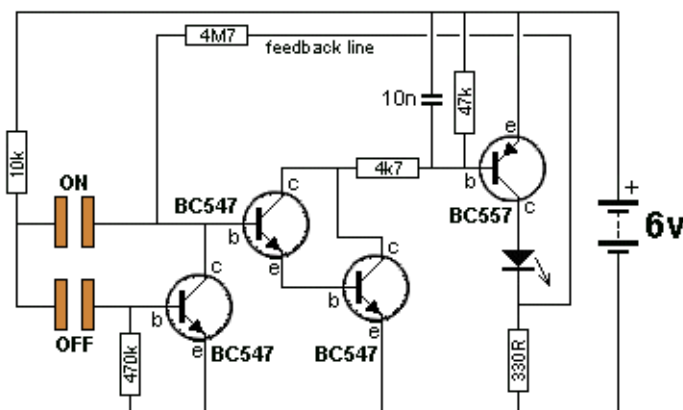 4M7
feedback line
10n
47k
e
10k
ON
c
4k7
b
BC547
BC557
c
+
6v
b
e
c
c
b
b
OFF
e
e
470k
BC547
BC547
330R